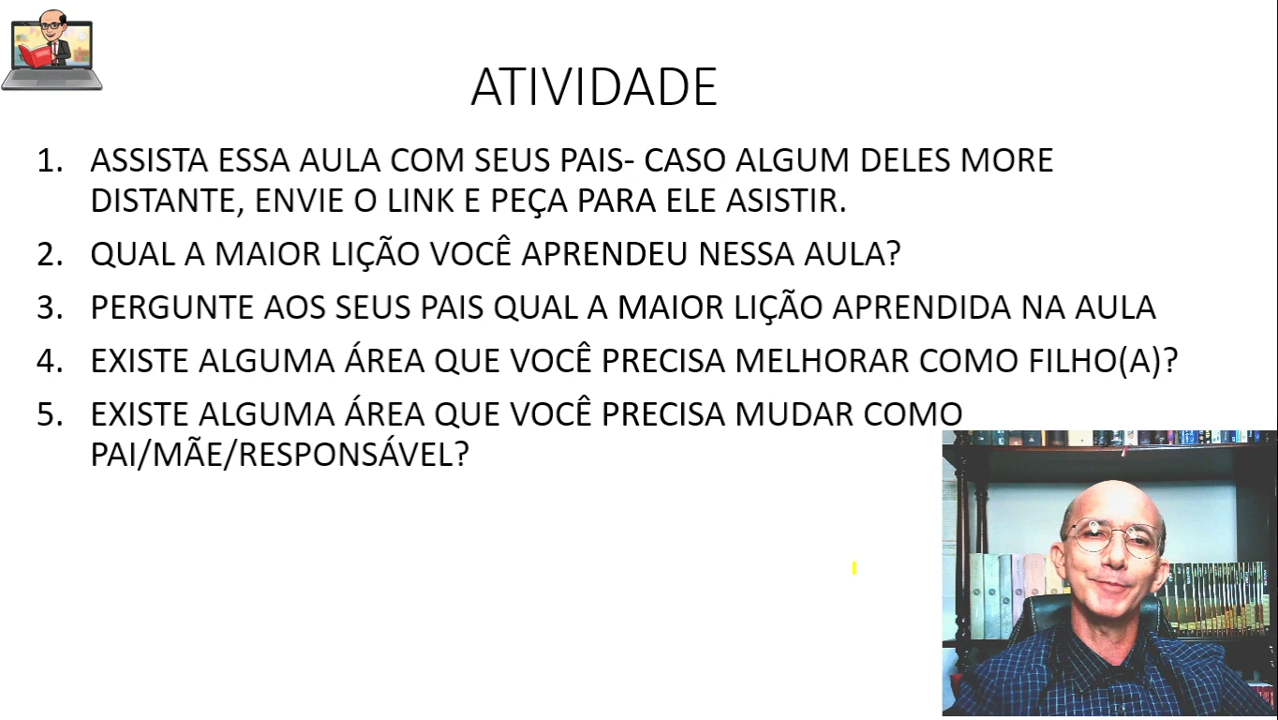 ATIVIDADE
1. ASSISTA ESSA AULA COM SEUS PAIS- CASO ALGUM DELES MORE
DISTANTE, ENVIE O LINK E PEÇA PARA ELE ASISTIR.
2. QUAL A MAIOR LIÇÃO VOCÊ APRENDEU NESSA AULA?
3. PERGUNTE AOS SEUS PAIS QUAL A MAIOR LIÇÃO APRENDIDA NA AULA
4. EXISTE ALGUMA ÁREA QUE VOCÊ PRECISA MELHORAR COMO FILHO(A)?
5. EXISTE ALGUMA ÁREA QUE VOCÊ PRECISA MUDAR COMO
PAI/MÃE/RESPONSÁVEL?